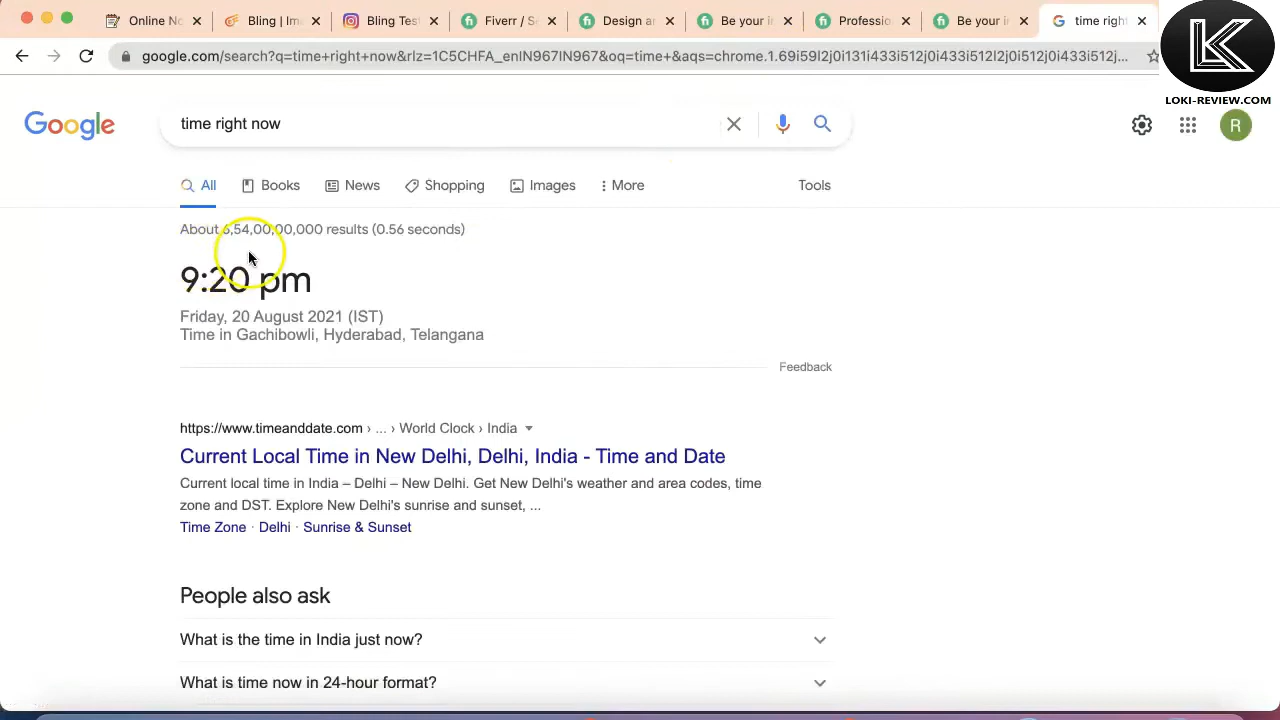 Online No
Bling | Im
Bling Tes
Fiverr / S
Design ar
Be your i
Professio
Be your i
time right
google.com/search?q=time+right+now&rlz=1C5CHFA_enIN967IN967&oq=time+&aqs=chrome.1.69i59l2j0i131i433i512l2j0i512j0i433i512j...
LOKI-REVIEW.COM
Google
time right now
R
All
Books
News
Shopping
Images
More
Tools
About 6,54,00,00,000 results (0.56 seconds)
9:20 pm
Friday, 20 August 2021 (IST)
Time in Gachibowli, Hyderabad, Telangana
Feedback
https://www.timeanddate.com › ... › World Clock › India
Current Local Time in New Delhi, Delhi, India - Time and Date
Current local time in India – Delhi – New Delhi. Get New Delhi's weather and area codes, time
zone and DST. Explore New Delhi's sunrise and sunset, ...
Time Zone · Delhi · Sunrise & Sunset
People also ask
What is the time in India just now?
What is time now in 24-hour format?